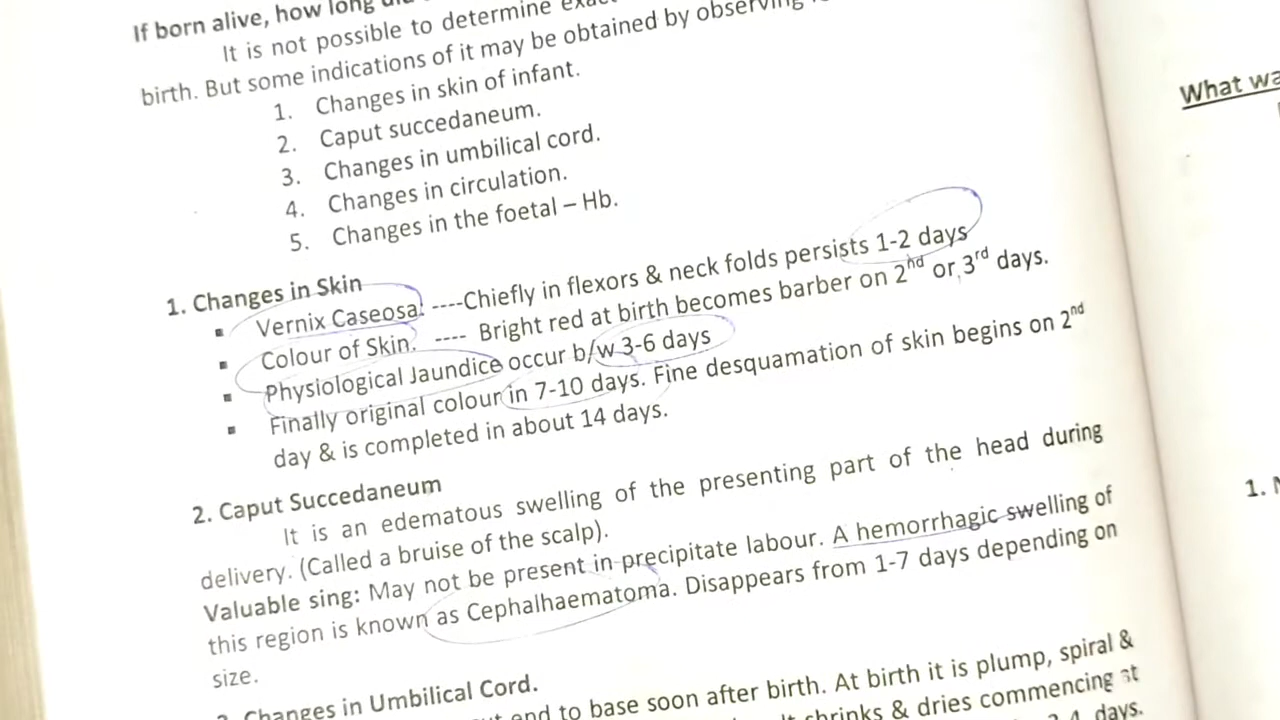 If born alive, how long
It is not possible to determine
birth. But some indications of it may be obtained by observing
1. Changes in skin of infant.
2. Caput succedaneum.
3. Changes in umbilical cord.
4. Changes in circulation.
5. Changes in the foetal – Hb.
1. Changes in Skin
▪ Vernix Caseosa. ----Chiefly in flexors & neck folds persists 1-2 days
▪ Colour of Skin. ---- Bright red at birth becomes barber on 2nd or 3rd days.
▪ Physiological Jaundice occur b/w 3-6 days
▪ Finally original colour in 7-10 days. Fine desquamation of skin begins on 2nd
day & is completed in about 14 days.
2. Caput Succedaneum
It is an edematous swelling of the presenting part of the head during
delivery. (Called a bruise of the scalp).
Valuable sing: May not be present in precipitate labour. A hemorrhagic swelling of
this region is known as Cephalhaematoma. Disappears from 1-7 days depending on
size.
Changes in Umbilical Cord.
end to base soon after birth. At birth it is plump, spiral &
shrinks & dries commencing at
days.
What
1.